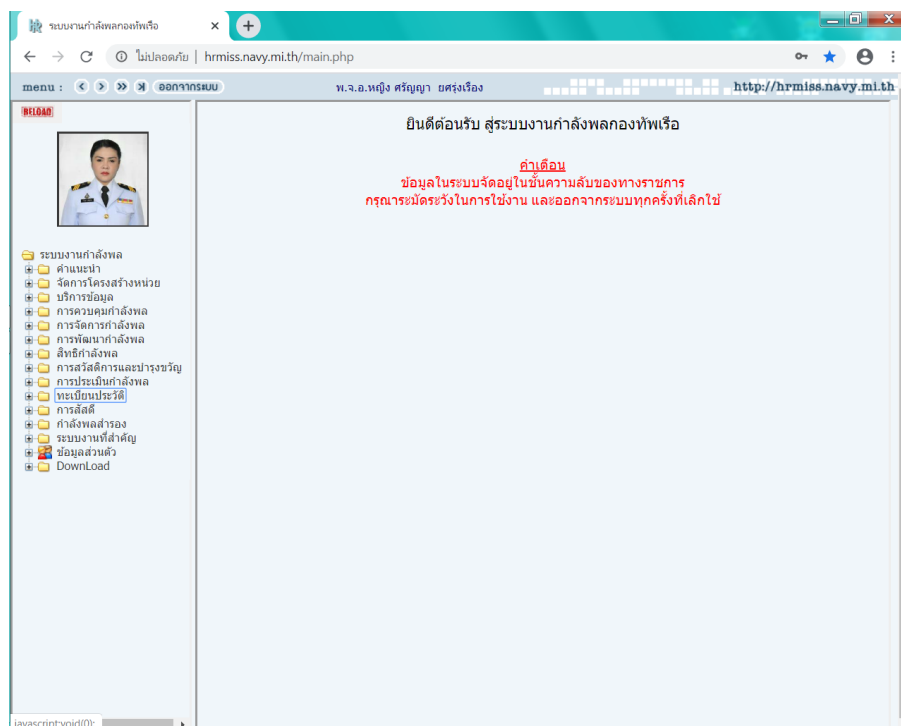 ระบบงานกำลังพลกองทัพเรือ
ไม่ปลอดภัย | hrmiss.navy.mi.th/main.php
menu : ออกจากระบบ พ.จ.อ.หญิง ศรัญญา ยศรุ่งเรือง http://hrmiss.navy.mi.th
RELOAD
ยินดีต้อนรับ สู่ระบบงานกำลังพลกองทัพเรือ
คำเตือน
ข้อมูลในระบบจัดอยู่ในชั้นความลับของทางราชการ
กรุณาระมัดระวังในการใช้งาน และออกจากระบบทุกครั้งที่เลิกใช้
ระบบงานกำลังพล
คำแนะนำ
จัดการโครงสร้างหน่วย
บริการข้อมูล
การควบคุมกำลังพล
การจัดการกำลังพล
การพัฒนากำลังพล
สิทธิกำลังพล
การสวัสดิการและบำรุงขวัญ
การประเมินกำลังพล
ทะเบียนประวัติ
การสัสดี
กำลังพลสำรอง
ระบบงานที่สำคัญ
ข้อมูลส่วนตัว
DownLoad
javascript:void(0);